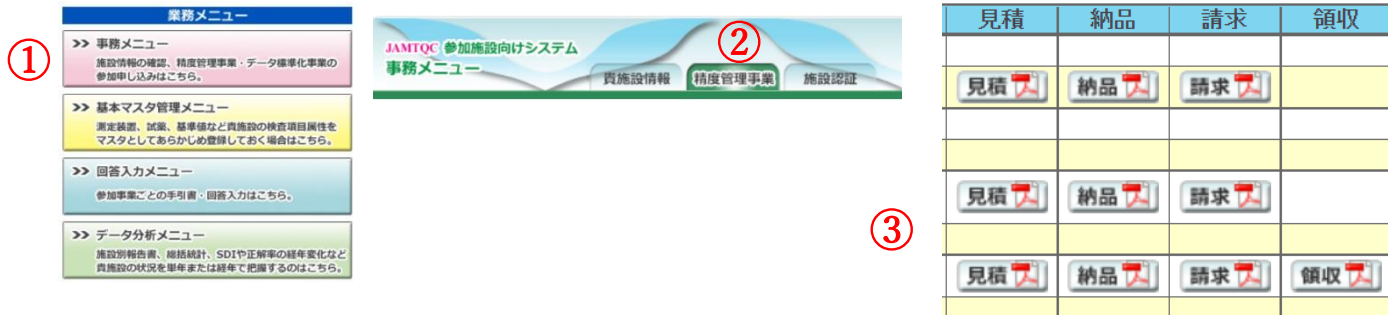 ①
業務メニュー
>> 事務メニュー
施設情報の確認、精度管理事業・データ標準化事業の
参加申し込みはこちら。
>> 基本マスタ管理メニュー
測定装置、試薬、基準値など貴施設の検査項目属性を
マスタとしてあらかじめ登録しておく場合はこちら。
>> 回答入力メニュー
参加事業ごとの手引書・回答入力はこちら。
>> データ分析メニュー
施設別報告書、総括統計、SDIや正解率の経年変化など
貴施設の状況を単年または経年で把握するのはこちら。
②
JAMTQC 参加施設向けシステム
事務メニュー
貴施設情報 精度管理事業 施設認証
③
見積 納品 請求 領収
見積 納品 請求
見積 納品 請求
見積 納品 請求 領収